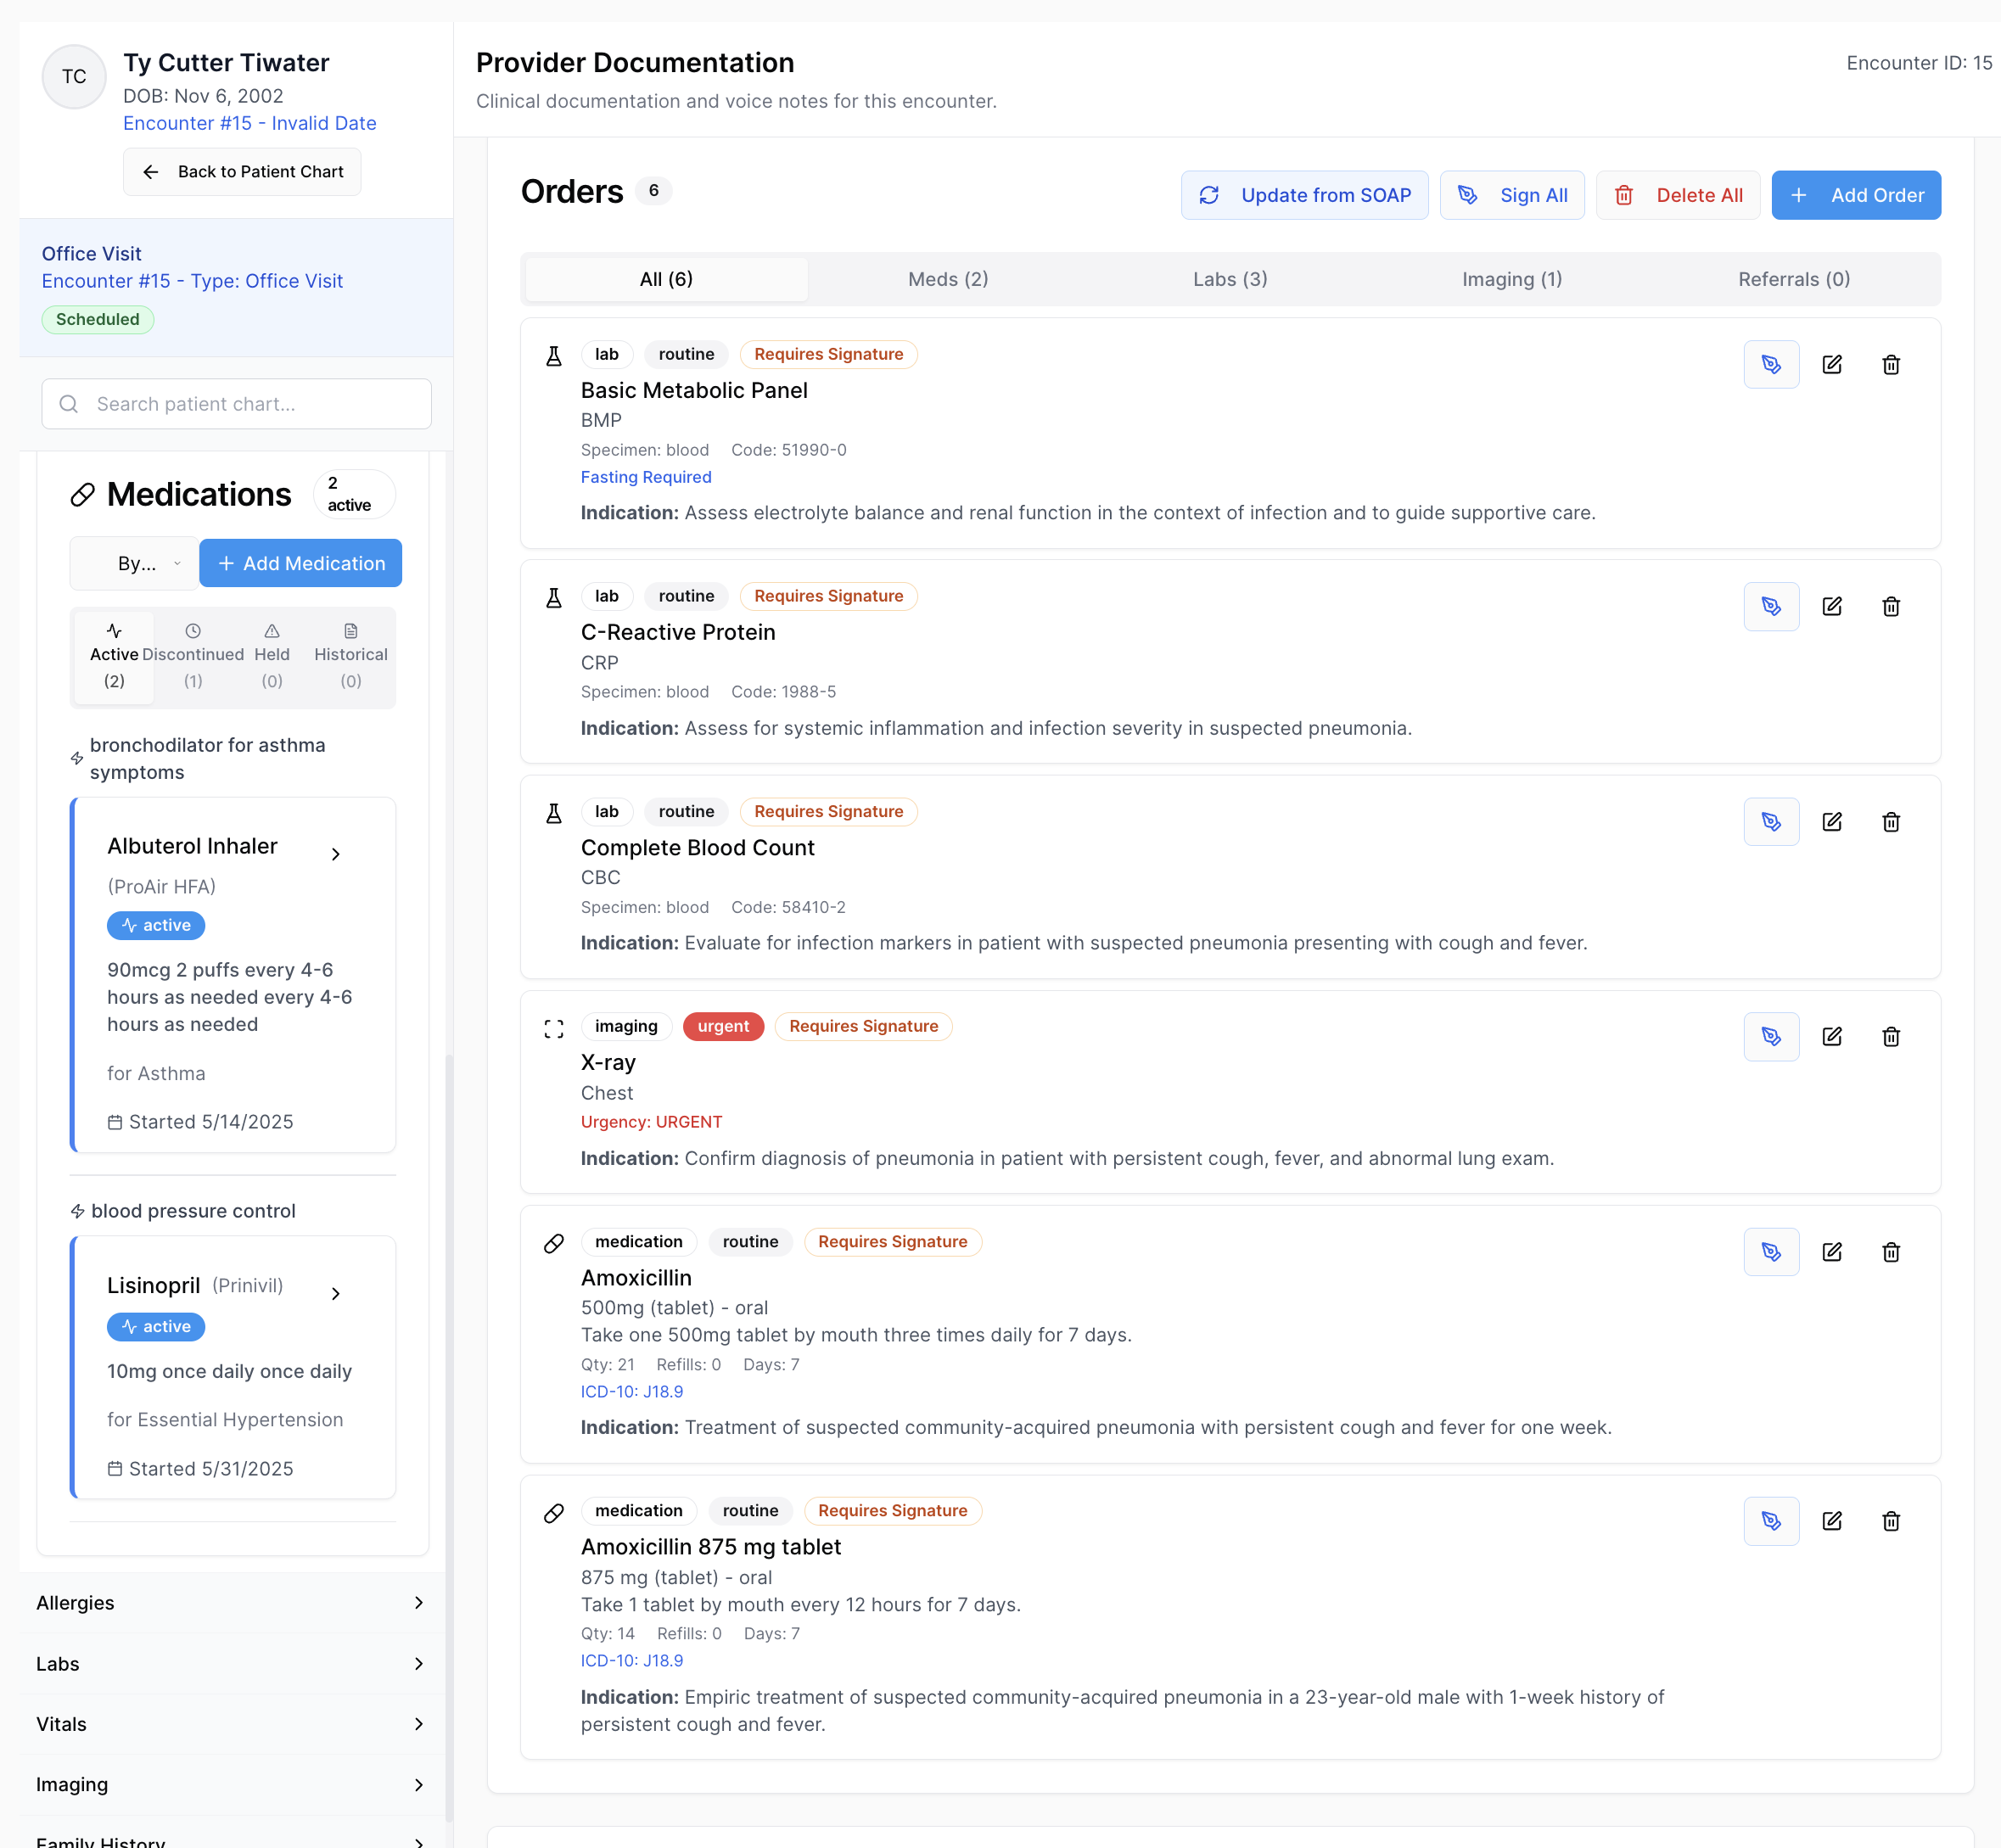 TC
Ty Cutter Tiwater
DOB: Nov 6, 2002
Encounter #15 - Invalid Date
Back to Patient Chart
Office Visit
Encounter #15 - Type: Office Visit
Scheduled
Search patient chart...
Medications
2
active
By...
Add Medication
Active
(2)
Discontinued
(1)
Held
(0)
Historical
(0)
bronchodilator for asthma
symptoms
Albuterol Inhaler
(ProAir HFA)
active
90mcg 2 puffs every 4-6
hours as needed every 4-6
hours as needed
for Asthma
Started 5/14/2025
blood pressure control
Lisinopril (Prinivil)
active
10mg once daily once daily
for Essential Hypertension
Started 5/31/2025
Allergies
Labs
Vitals
Imaging
Family History
Provider Documentation
Encounter ID: 15
Clinical documentation and voice notes for this encounter.
Orders 6
Update from SOAP
Sign All
Delete All
Add Order
All (6)
Meds (2)
Labs (3)
Imaging (1)
Referrals (0)
lab routine Requires Signature
Basic Metabolic Panel
BMP
Specimen: blood Code: 51990-0
Fasting Required
Indication: Assess electrolyte balance and renal function in the context of infection and to guide supportive care.
lab routine Requires Signature
C-Reactive Protein
CRP
Specimen: blood Code: 1988-5
Indication: Assess for systemic inflammation and infection severity in suspected pneumonia.
lab routine Requires Signature
Complete Blood Count
CBC
Specimen: blood Code: 58410-2
Indication: Evaluate for infection markers in patient with suspected pneumonia presenting with cough and fever.
imaging urgent Requires Signature
X-ray
Chest
Urgency: URGENT
Indication: Confirm diagnosis of pneumonia in patient with persistent cough, fever, and abnormal lung exam.
medication routine Requires Signature
Amoxicillin
500mg (tablet) - oral
Take one 500mg tablet by mouth three times daily for 7 days.
Qty: 21 Refills: 0 Days: 7
ICD-10: J18.9
Indication: Treatment of suspected community-acquired pneumonia with persistent cough and fever for one week.
medication routine Requires Signature
Amoxicillin 875 mg tablet
875 mg (tablet) - oral
Take 1 tablet by mouth every 12 hours for 7 days.
Qty: 14 Refills: 0 Days: 7
ICD-10: J18.9
Indication: Empiric treatment of suspected community-acquired pneumonia in a 23-year-old male with 1-week history of
persistent cough and fever.